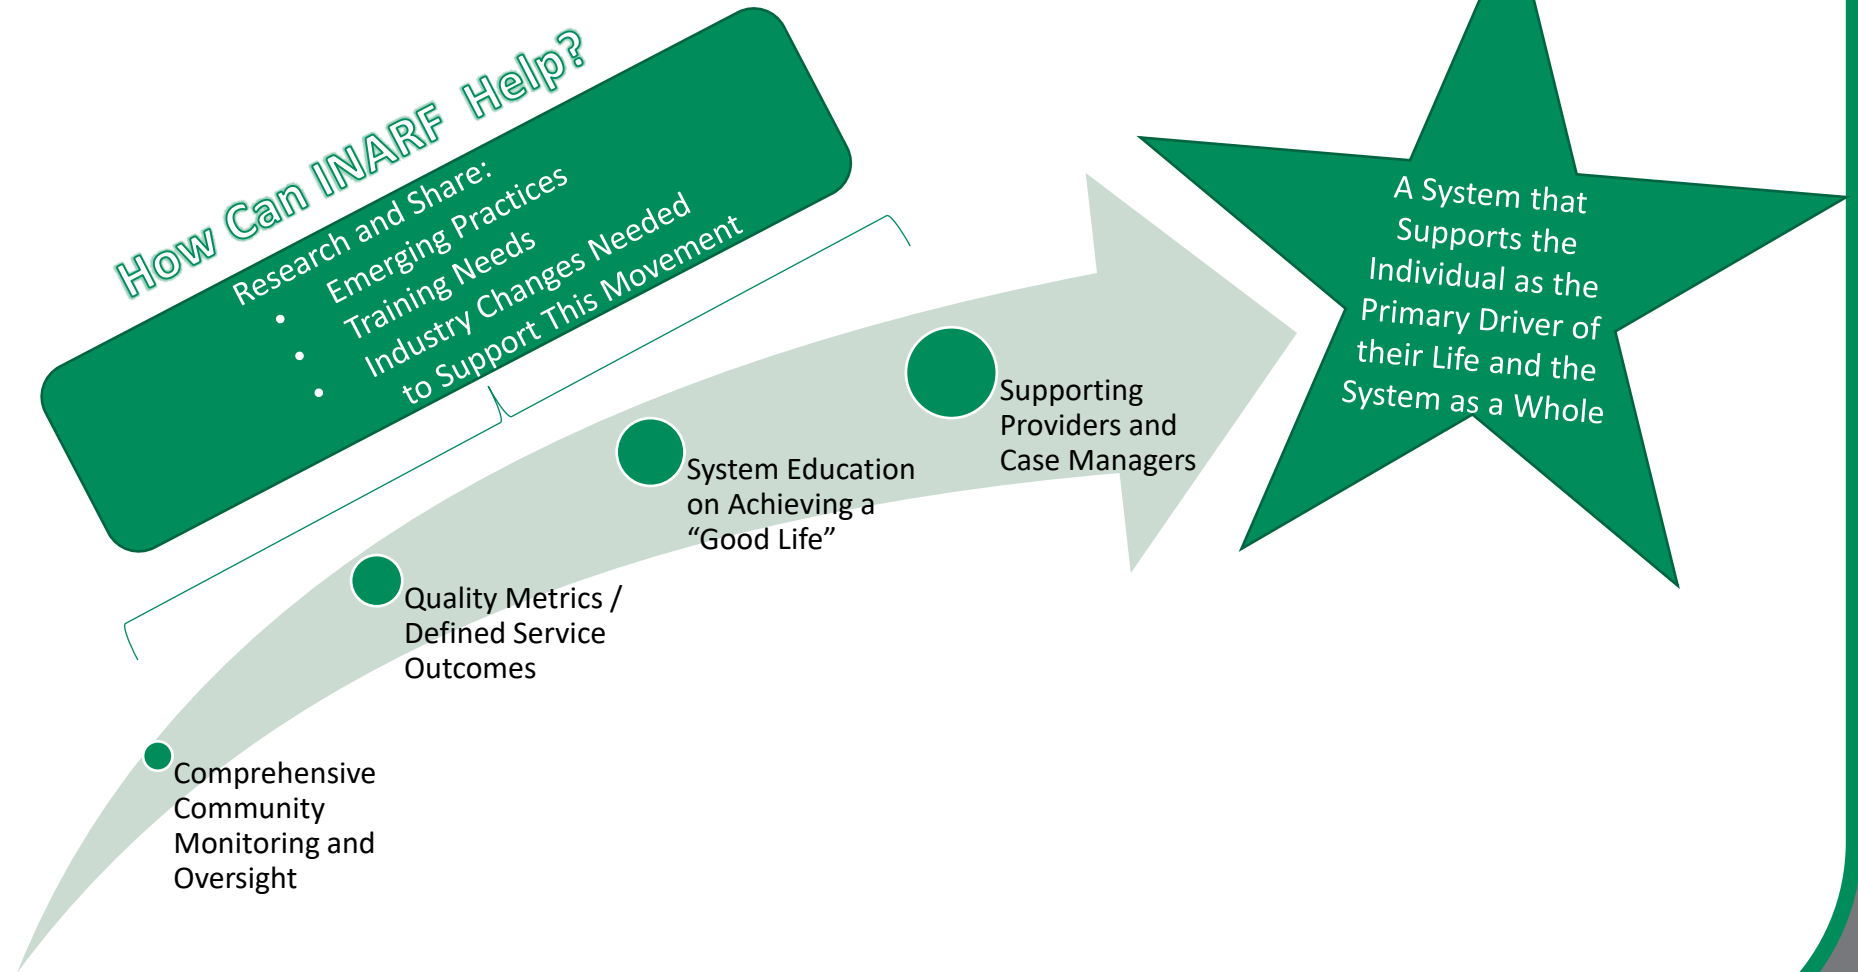 How Can INARF Help?
Research and Share:
• Emerging Practices
• Training Needs
• Industry Changes Needed
to Support This Movement
A System that
Supports the
Individual as the
Primary Driver of
their Life and the
System as a Whole
Supporting
Providers and
Case Managers
System Education
on Achieving a
“Good Life”
Quality Metrics /
Defined Service
Outcomes
Comprehensive
Community
Monitoring and
Oversight